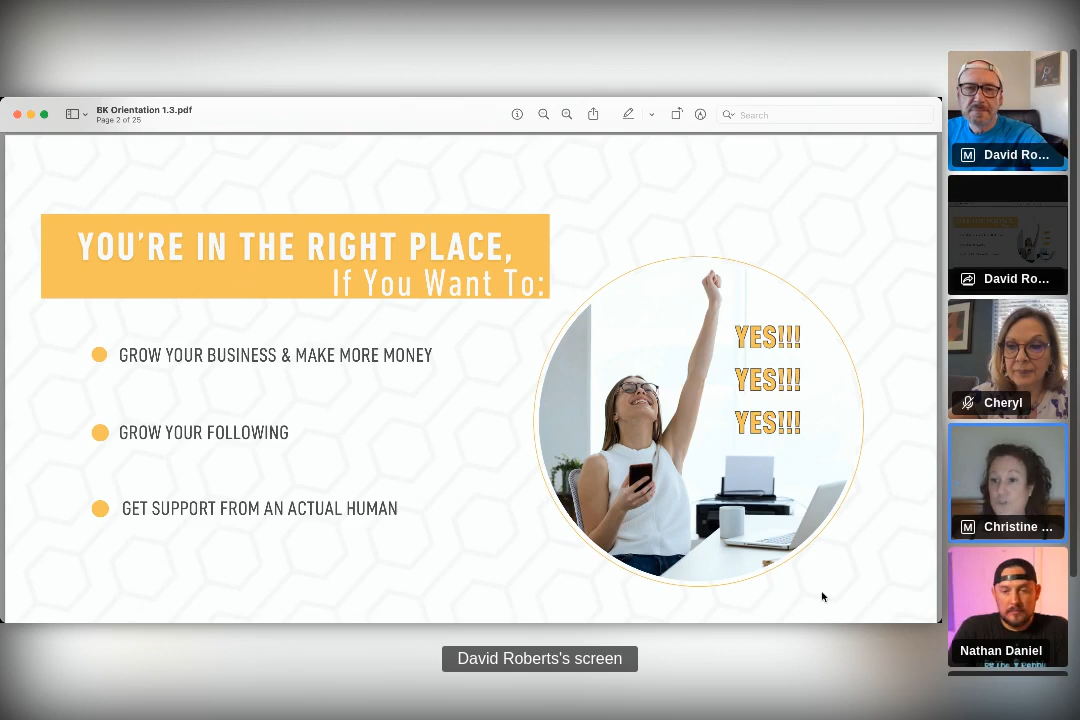 BK Orientation 1.3.pdf
Page 2 of 25
Search
YOU'RE IN THE RIGHT PLACE,
If You Want To:
GROW YOUR BUSINESS & MAKE MORE MONEY
GROW YOUR FOLLOWING
GET SUPPORT FROM AN ACTUAL HUMAN
YES!!!
YES!!!
YES!!!
David Roberts's screen
M David Ro...
David Ro...
Cheryl
M Christine ...
Nathan Daniel